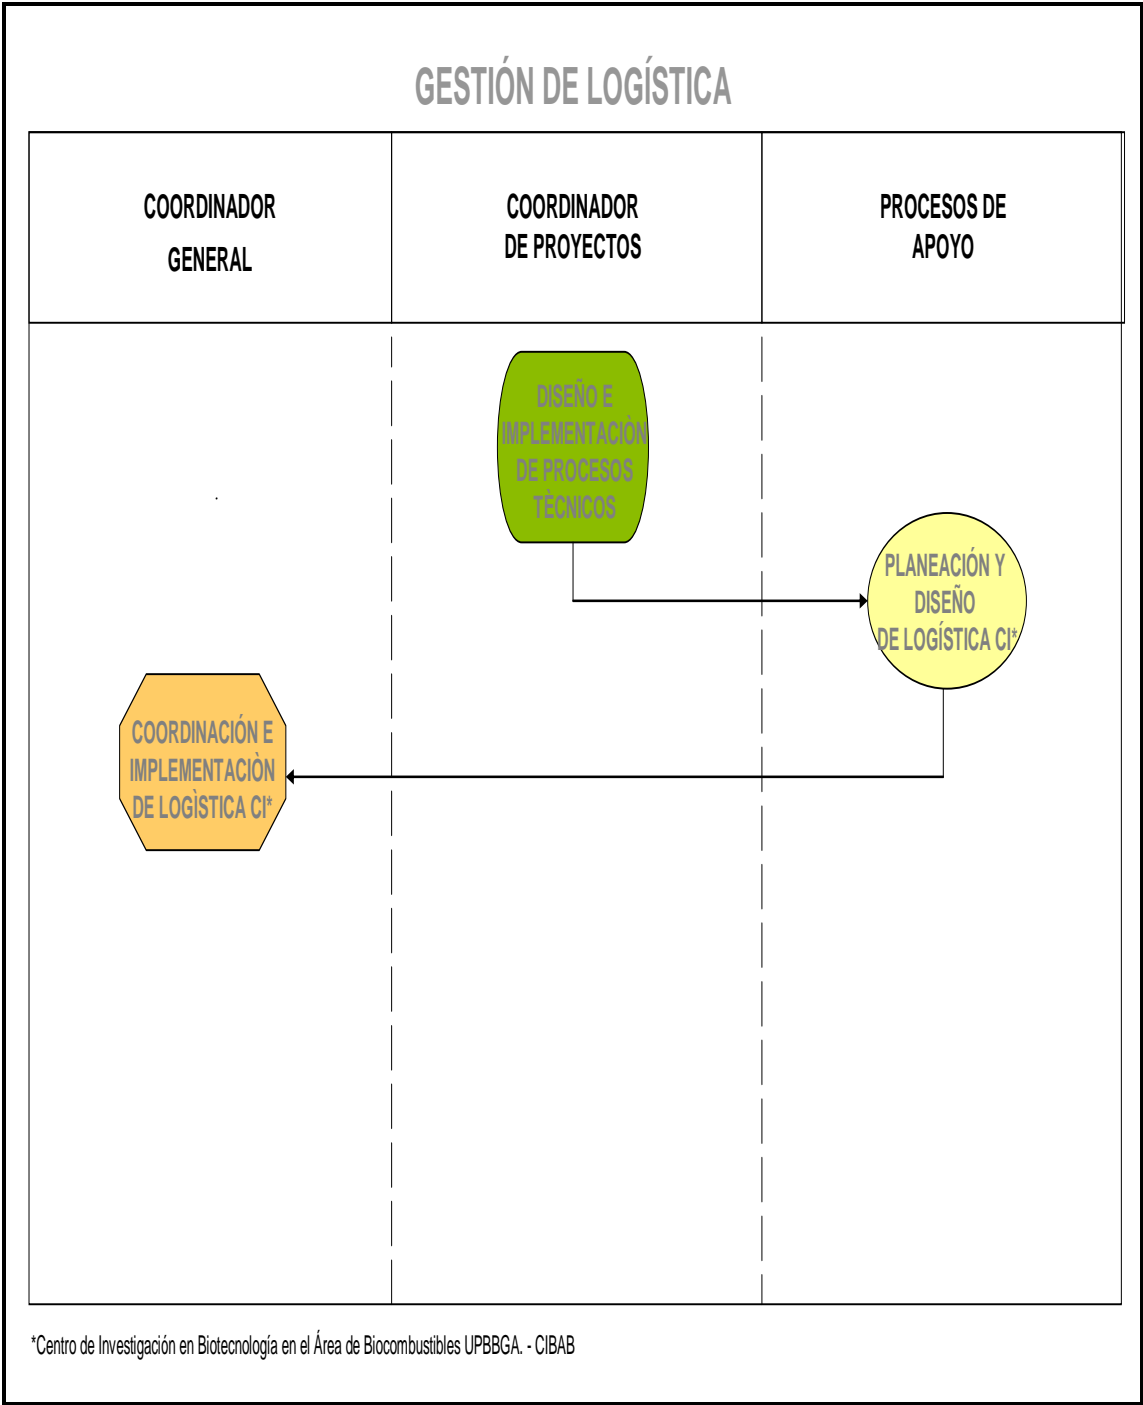 GESTIÓN DE LOGÍSTICA
COORDINADOR
GENERAL
COORDINADOR
DE PROYECTOS
PROCESOS DE
APOYO
DISEÑO E
IMPLEMENTACIÒN
DE PROCESOS
TÈCNICOS
PLANEACIÓN Y
DISEÑO
DE LOGÍSTICA CI*
COORDINACIÓN E
IMPLEMENTACIÒN
DE LOGÌSTICA CI*
*Centro de Investigación en Biotecnología en el Área de Biocombustibles UPBBGA. - CIBAB